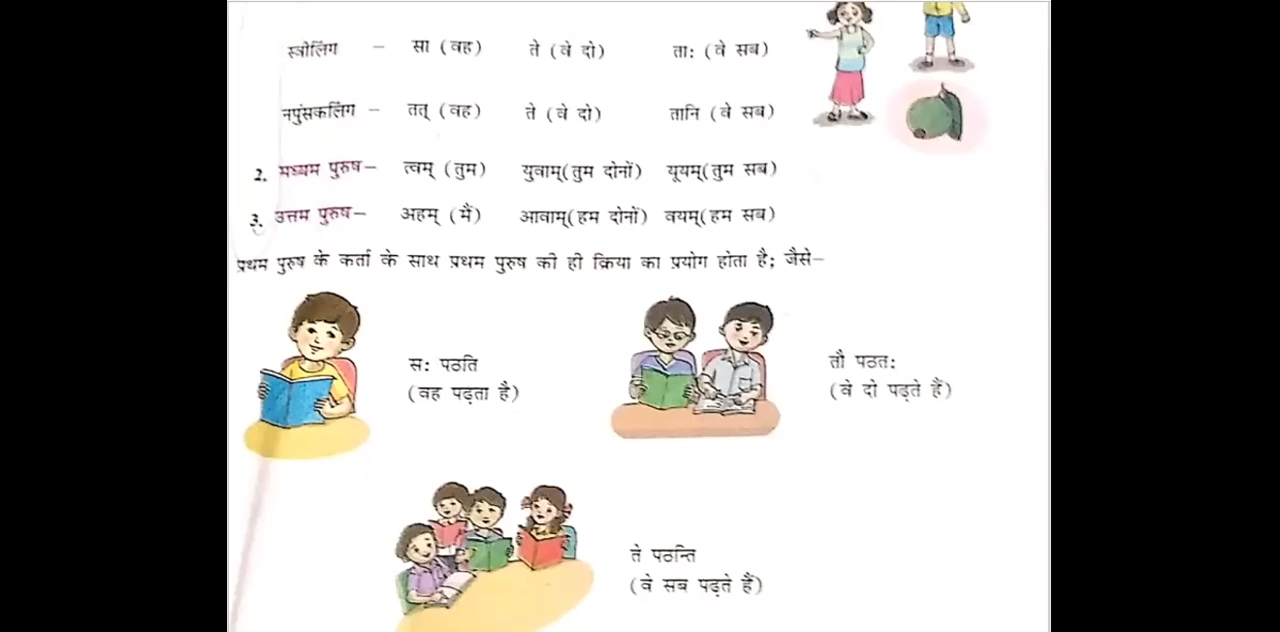 स्त्रीलिंग – सा (वह) ते (वे दो) ता: (वे सब)
नपुंसकलिंग – तत् (वह) ते (वे दो) तानि (वे सब)
2. मध्यम पुरुष– त्वम् (तुम) युवाम्(तुम दोनों) यूयम्(तुम सब)
3. उत्तम पुरुष– अहम् (मैं) आवाम्(हम दोनों) वयम्(हम सब)
प्रथम पुरुष के कर्ता के साथ प्रथम पुरुष की ही क्रिया का प्रयोग होता है; जैसे–
स: पठति
(वह पढ़ता है)
तौ पठत:
(वे दो पढ़ते हैं)
ते पठन्ति
(वे सब पढ़ते हैं)